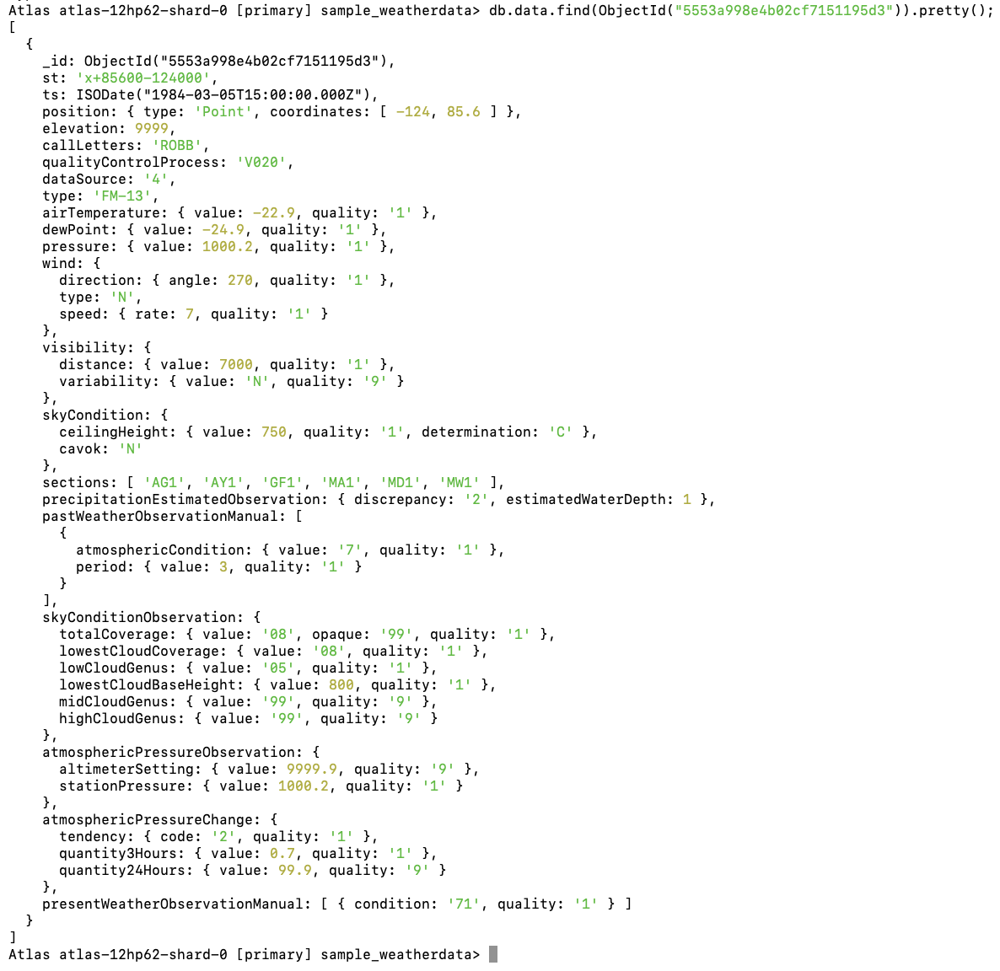 Atlas atlas-12hp62-shard-0 [primary] sample_weatherdata> db.data.find(ObjectId("5553a998e4b02cf7151195d3")).pretty();
[
  {
    _id: ObjectId("5553a998e4b02cf7151195d3"),
    st: 'x+85600-124000',
    ts: ISODate("1984-03-05T15:00:00.000Z"),
    position: { type: 'Point', coordinates: [ -124, 85.6 ] },
    elevation: 9999,
    callLetters: 'ROBB',
    qualityControlProcess: 'V020',
    dataSource: '4',
    type: 'FM-13',
    airTemperature: { value: -22.9, quality: '1' },
    dewPoint: { value: -24.9, quality: '1' },
    pressure: { value: 1000.2, quality: '1' },
    wind: {
      direction: { angle: 270, quality: '1' },
      type: 'N',
      speed: { rate: 7, quality: '1' }
    },
    visibility: {
      distance: { value: 7000, quality: '1' },
      variability: { value: 'N', quality: '9' }
    },
    skyCondition: {
      ceilingHeight: { value: 750, quality: '1', determination: 'C' },
      cavok: 'N'
    },
    sections: [ 'AG1', 'AY1', 'GF1', 'MA1', 'MD1', 'MW1' ],
    precipitationEstimatedObservation: { discrepancy: '2', estimatedWaterDepth: 1 },
    pastWeatherObservationManual: [
      {
        atmosphericCondition: { value: '7', quality: '1' },
        period: { value: 3, quality: '1' }
      }
    ],
    skyConditionObservation: {
      totalCoverage: { value: '08', opaque: '99', quality: '1' },
      lowestCloudCoverage: { value: '08', quality: '1' },
      lowCloudGenus: { value: '05', quality: '1' },
      lowestCloudBaseHeight: { value: 800, quality: '1' },
      midCloudGenus: { value: '99', quality: '9' },
      highCloudGenus: { value: '99', quality: '9' }
    },
    atmosphericPressureObservation: {
      altimeterSetting: { value: 9999.9, quality: '9' },
      stationPressure: { value: 1000.2, quality: '1' }
    },
    atmosphericPressureChange: {
      tendency: { code: '2', quality: '1' },
      quantity3Hours: { value: 0.7, quality: '1' },
      quantity24Hours: { value: 99.9, quality: '9' }
    },
    presentWeatherObservationManual: [ { condition: '71', quality: '1' } ]
  }
]
Atlas atlas-12hp62-shard-0 [primary] sample_weatherdata>